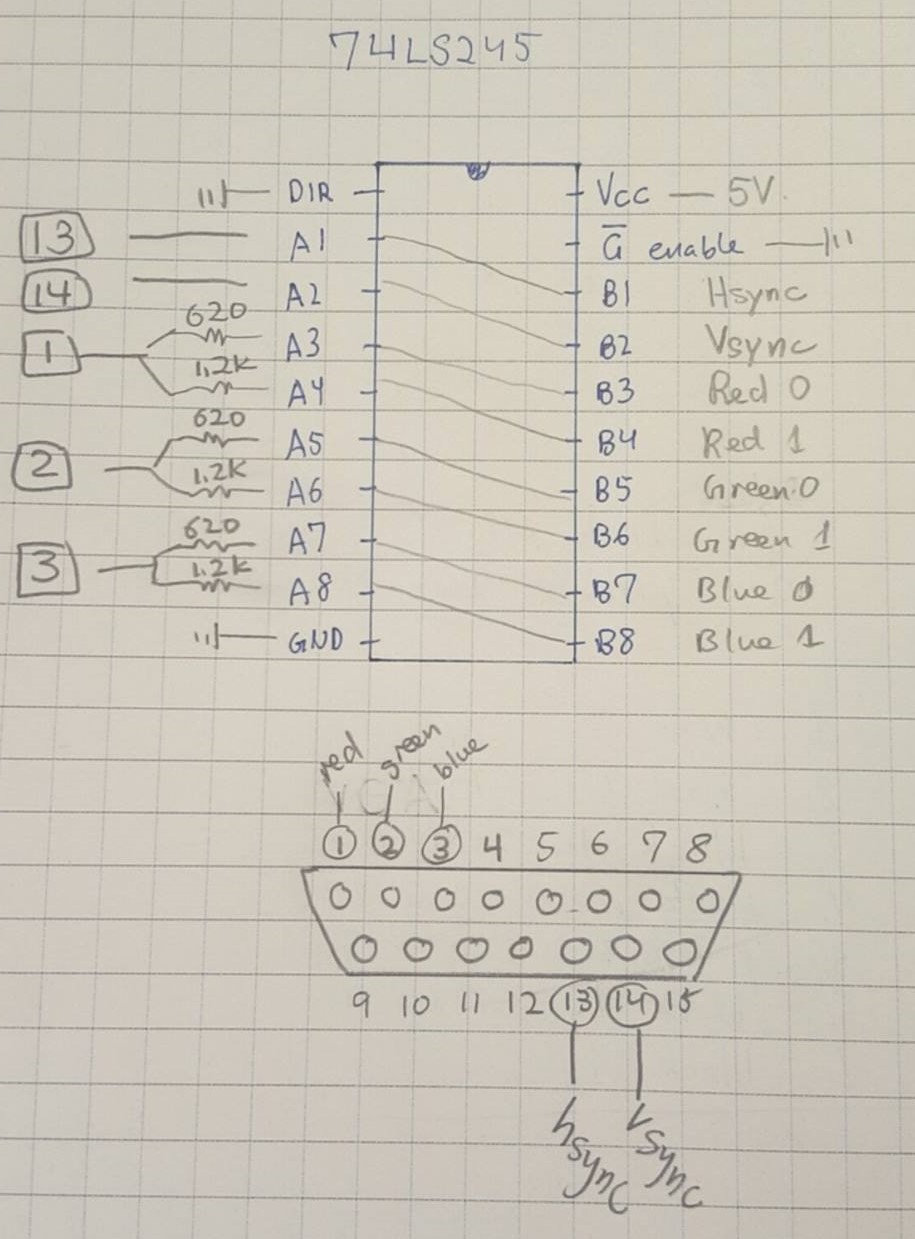 74LS245
DIR
Vcc — 5V.
13
A1
G̅ enable
14
A2
B1 Hsync
620
1
A3
B2 Vsync
1.2K
A4
B3 Red 0
620
A5
B4 Red 1
2
1.2K
A6
B5 Green 0
620
A7
B6 Green 1
3
1.2K
A8
B7 Blue 0
GND
B8 Blue 1
red green blue
VGA
1 2 3 4 5 6 7 8
9 10 11 12 13 14 15
hsync vsync